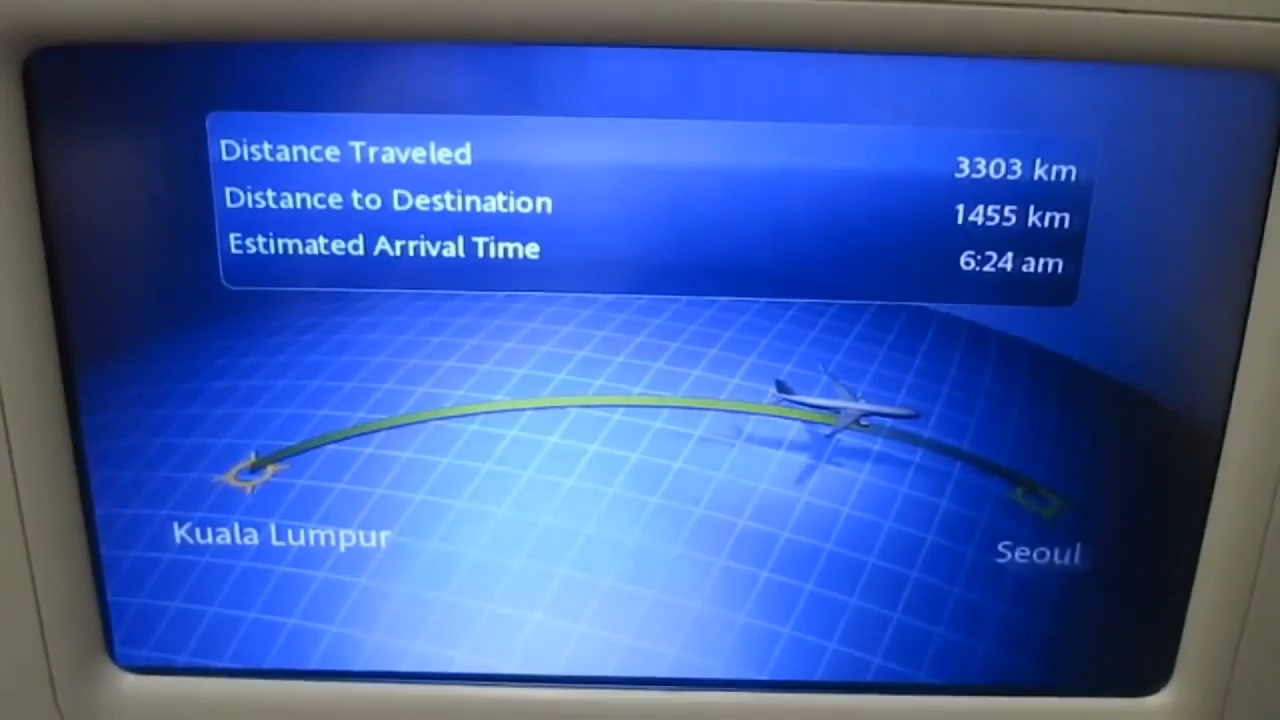 Distance Traveled 3303 km
Distance to Destination 1455 km
Estimated Arrival Time 6:24 am
Kuala Lumpur
Seoul